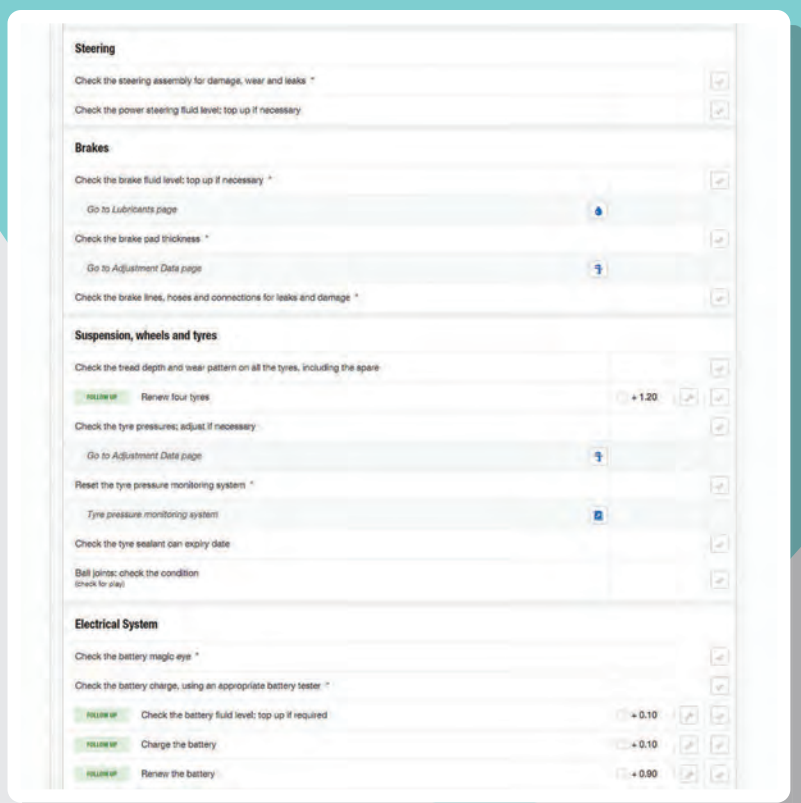 Steering
Check the steering assembly for damage, wear and leaks *
Check the power steering fluid level; top up if necessary
Brakes
Check the brake fluid level; top up if necessary *
Go to Lubricants page
Check the brake pad thickness *
Go to Adjustment Data page
Check the brake lines, hoses and connections for leaks and damage *
Suspension, wheels and tyres
Check the tread depth and wear pattern on all the tyres, including the spare
FOLLOW UP Renew four tyres + 1.20
Check the tyre pressures; adjust if necessary
Go to Adjustment Data page
Reset the tyre pressure monitoring system *
Tyre pressure monitoring system
Check the tyre sealant can expiry date
Ball joints: check the condition
(check for play)
Electrical System
Check the battery magic eye *
Check the battery charge, using an appropriate battery tester *
FOLLOW UP Check the battery fluid level; top up if required + 0.10
FOLLOW UP Charge the battery + 0.10
FOLLOW UP Renew the battery + 0.90